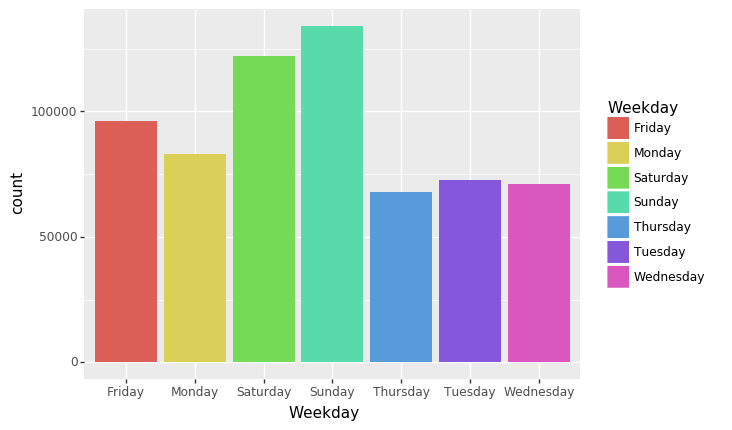 count
100000
50000
0
Friday Monday Saturday Sunday Thursday Tuesday Wednesday
Weekday
Weekday
Friday
Monday
Saturday
Sunday
Thursday
Tuesday
Wednesday